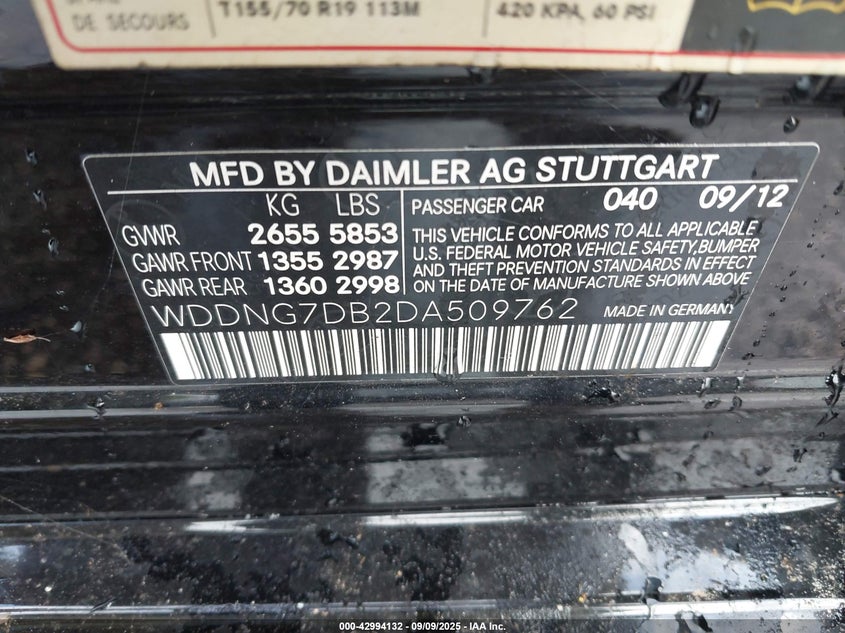 DE SECOURS T155/70 R19 113M 420 KPA, 60 PSI
MFD BY DAIMLER AG STUTTGART
KG LBS PASSENGER CAR 040 09/12
GVWR 2655 5853 THIS VEHICLE CONFORMS TO ALL APPLICABLE
U.S. FEDERAL MOTOR VEHICLE SAFETY,BUMPER
GAWR FRONT 1355 2987 AND THEFT PREVENTION STANDARDS IN EFFECT
GAWR REAR 1360 2998 ON THE DATE OF MANUFACTURE SHOWN ABOVE
WDDNG7DB2DA509762 MADE IN GERMANY
000-42994132 - 09/09/2025 - IAA Inc.